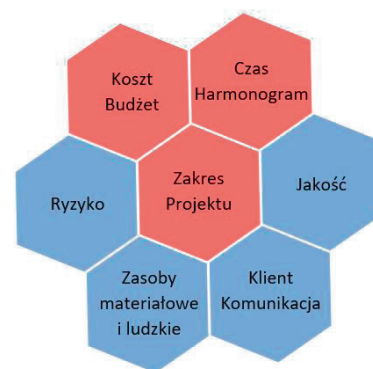 Koszt
Budżet
Czas
Harmonogram
Ryzyko
Zakres
Projektu
Jakość
Zasoby
materiałowe
i ludzkie
Klient
Komunikacja